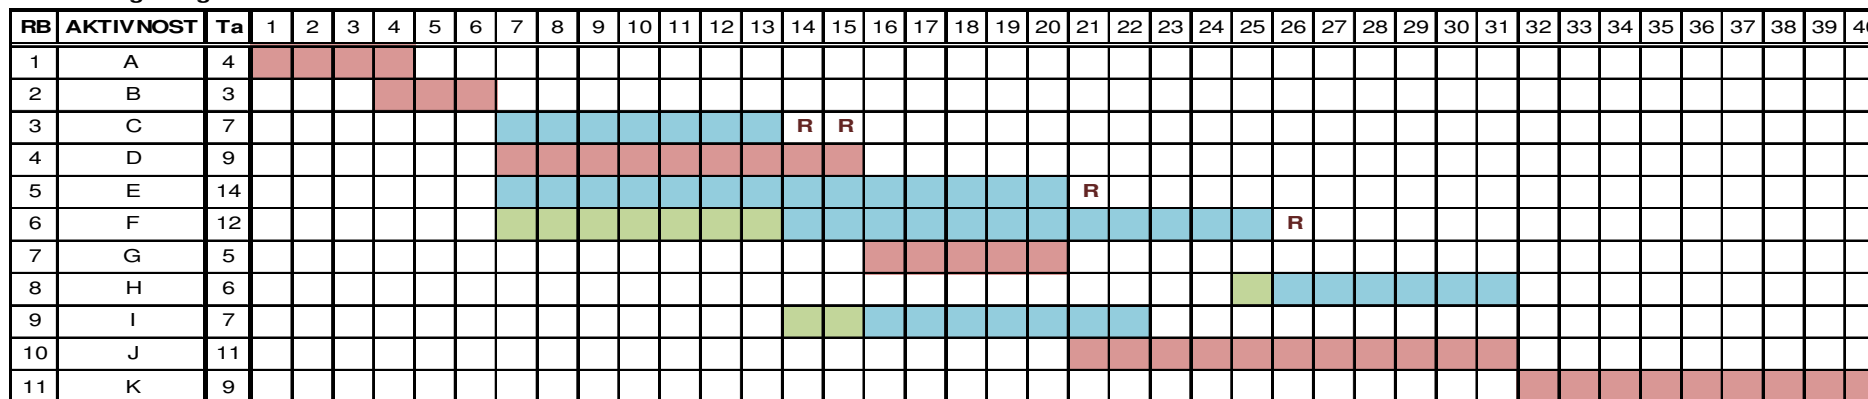 RB AKTIVNOST Ta 1 2 3 4 5 6 7 8 9 10 11 12 13 14 15 16 17 18 19 20 21 22 23 24 25 26 27 28 29 30 31 32 33 34 35 36 37 38 39 40
1 A 4
2 B 3
3 C 7 R R
4 D 9
5 E 14 R
6 F 12 R
7 G 5
8 H 6
9 I 7
10 J 11
11 K 9